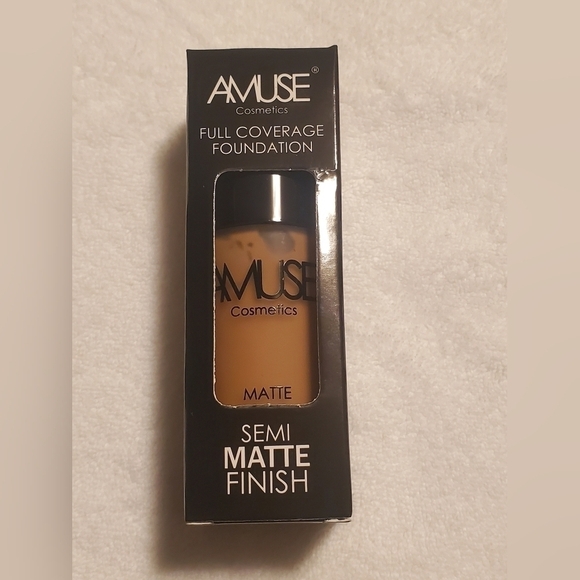 AMUSE®
Cosmetics
FULL COVERAGE
FOUNDATION
AMUSE
Cosmetics
MATTE
SEMI
MATTE
FINISH